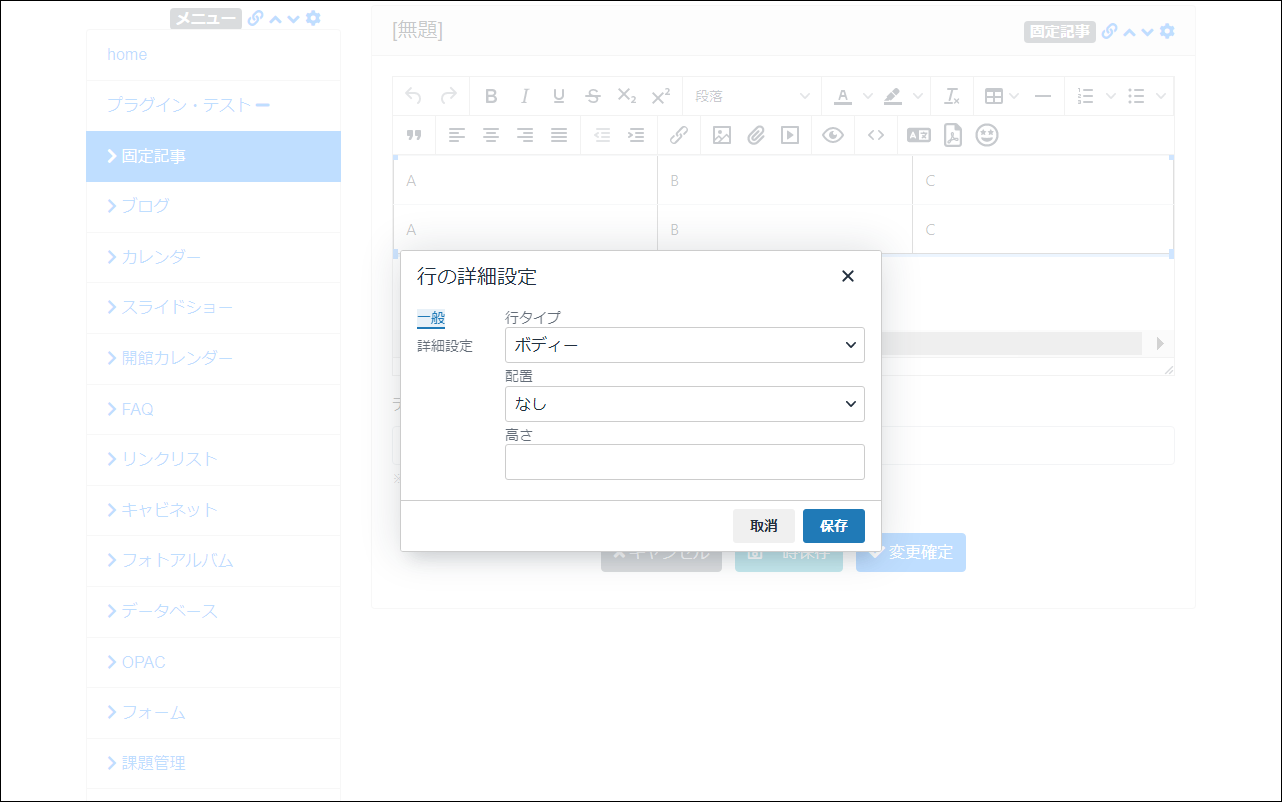 メニュー
home
プラグイン・テスト
固定記事
ブログ
カレンダー
スライドショー
開館カレンダー
FAQ
リンクリスト
キャビネット
フォトアルバム
データベース
OPAC
フォーム
課題管理
[無題]
固定記事
段落
A B C
A B C
行の詳細設定
一般
詳細設定
行タイプ
ボディー
配置
なし
高さ
取消
保存
キャンセル
一時保存
変更確定